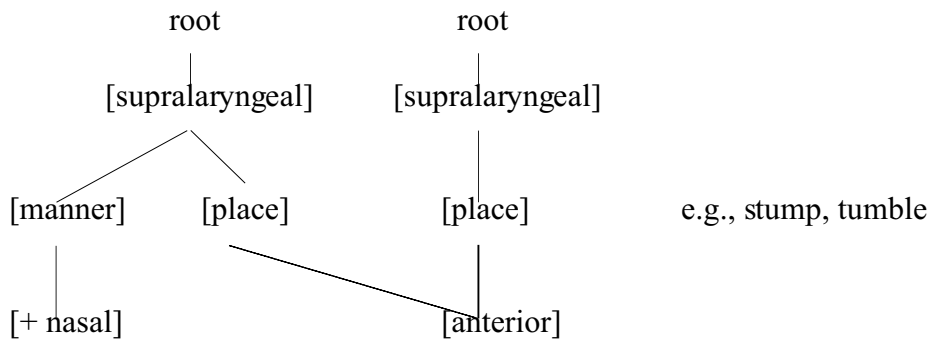 root root
[supralaryngeal] [supralaryngeal]
[manner] [place] [place] e.g., stump, tumble
[+ nasal] [anterior]